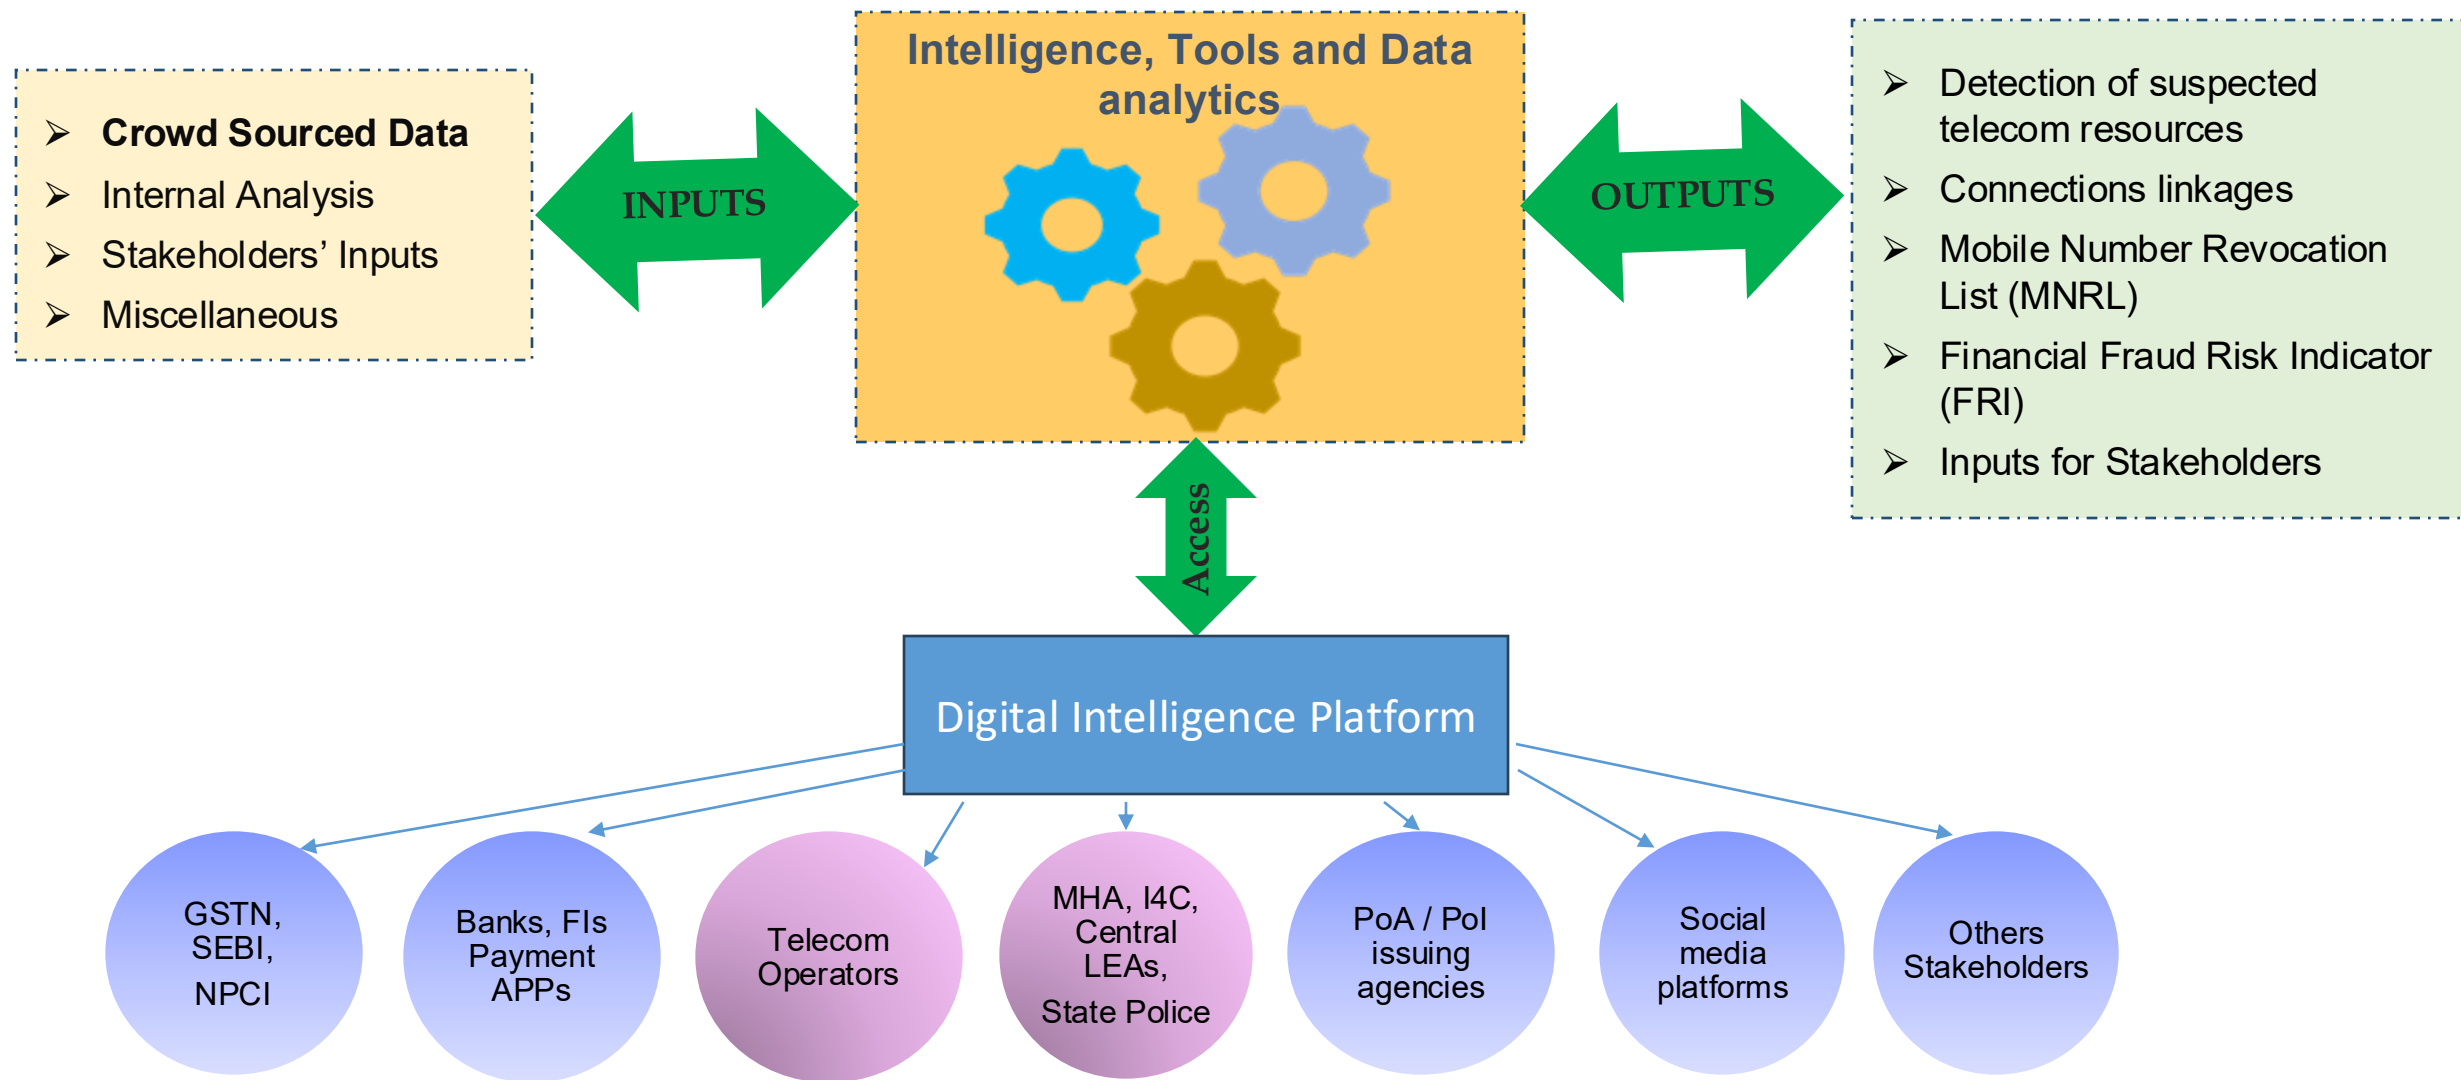 Intelligence, Tools and Data
analytics
➢ Crowd Sourced Data
➢ Internal Analysis
➢ Stakeholders’ Inputs
➢ Miscellaneous
INPUTS
OUTPUTS
➢ Detection of suspected
telecom resources
➢ Connections linkages
➢ Mobile Number Revocation
List (MNRL)
➢ Financial Fraud Risk Indicator
(FRI)
➢ Inputs for Stakeholders
Access
Digital Intelligence Platform
GSTN,
SEBI,
NPCI
Banks, FIs
Payment
APPs
Telecom
Operators
MHA, I4C,
Central
LEAs,
State Police
PoA / PoI
issuing
agencies
Social
media
platforms
Others
Stakeholders